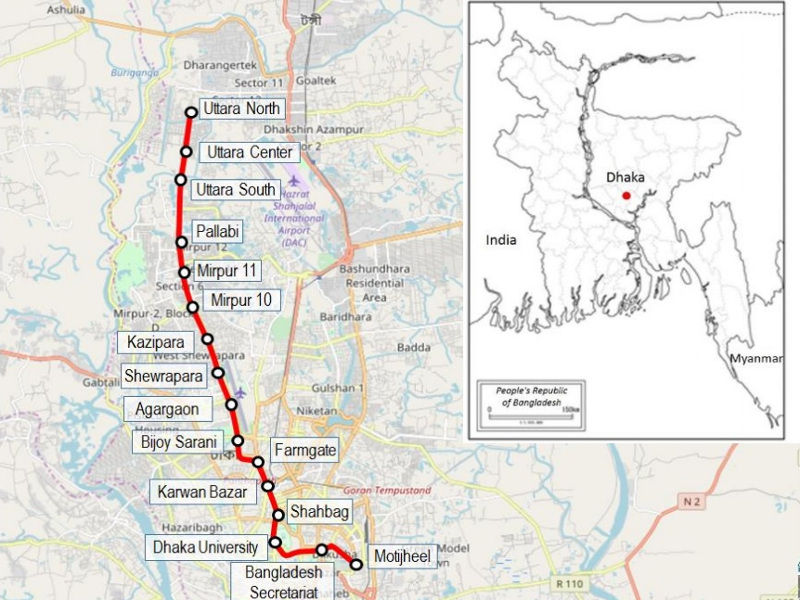 Ashulia
টঙ্গী
Buriganga
Dharangertek
Sector 11
Goaltek
Uttara North
Dhakshin Azampur
Uttara Center
or 2
Uttara South
Hazrat
Shahjalal
International
Airport
(DAC)
Pallabi
Mirpur 12
Mirpur 11
Section 6
Bashundhara
Residential
Area
Mirpur 10
Mirpur-2, Block
D
Baridhara
Kazipara
West Shewrapara
Badda
Shewrapara
Gabtali
Gulshan 1
Agargaon
Niketan
Housing
Bijoy Sarani
Farmgate
Karwan Bazar
Goran Tempustand
Shahbag
Hazaribagh
Dhaka University
Motijheel
Model
Bangladesh
Secretariat
N 2
R 110
Dhaka
India
Myanmar
People's Republic
of Bangladesh
0 150km